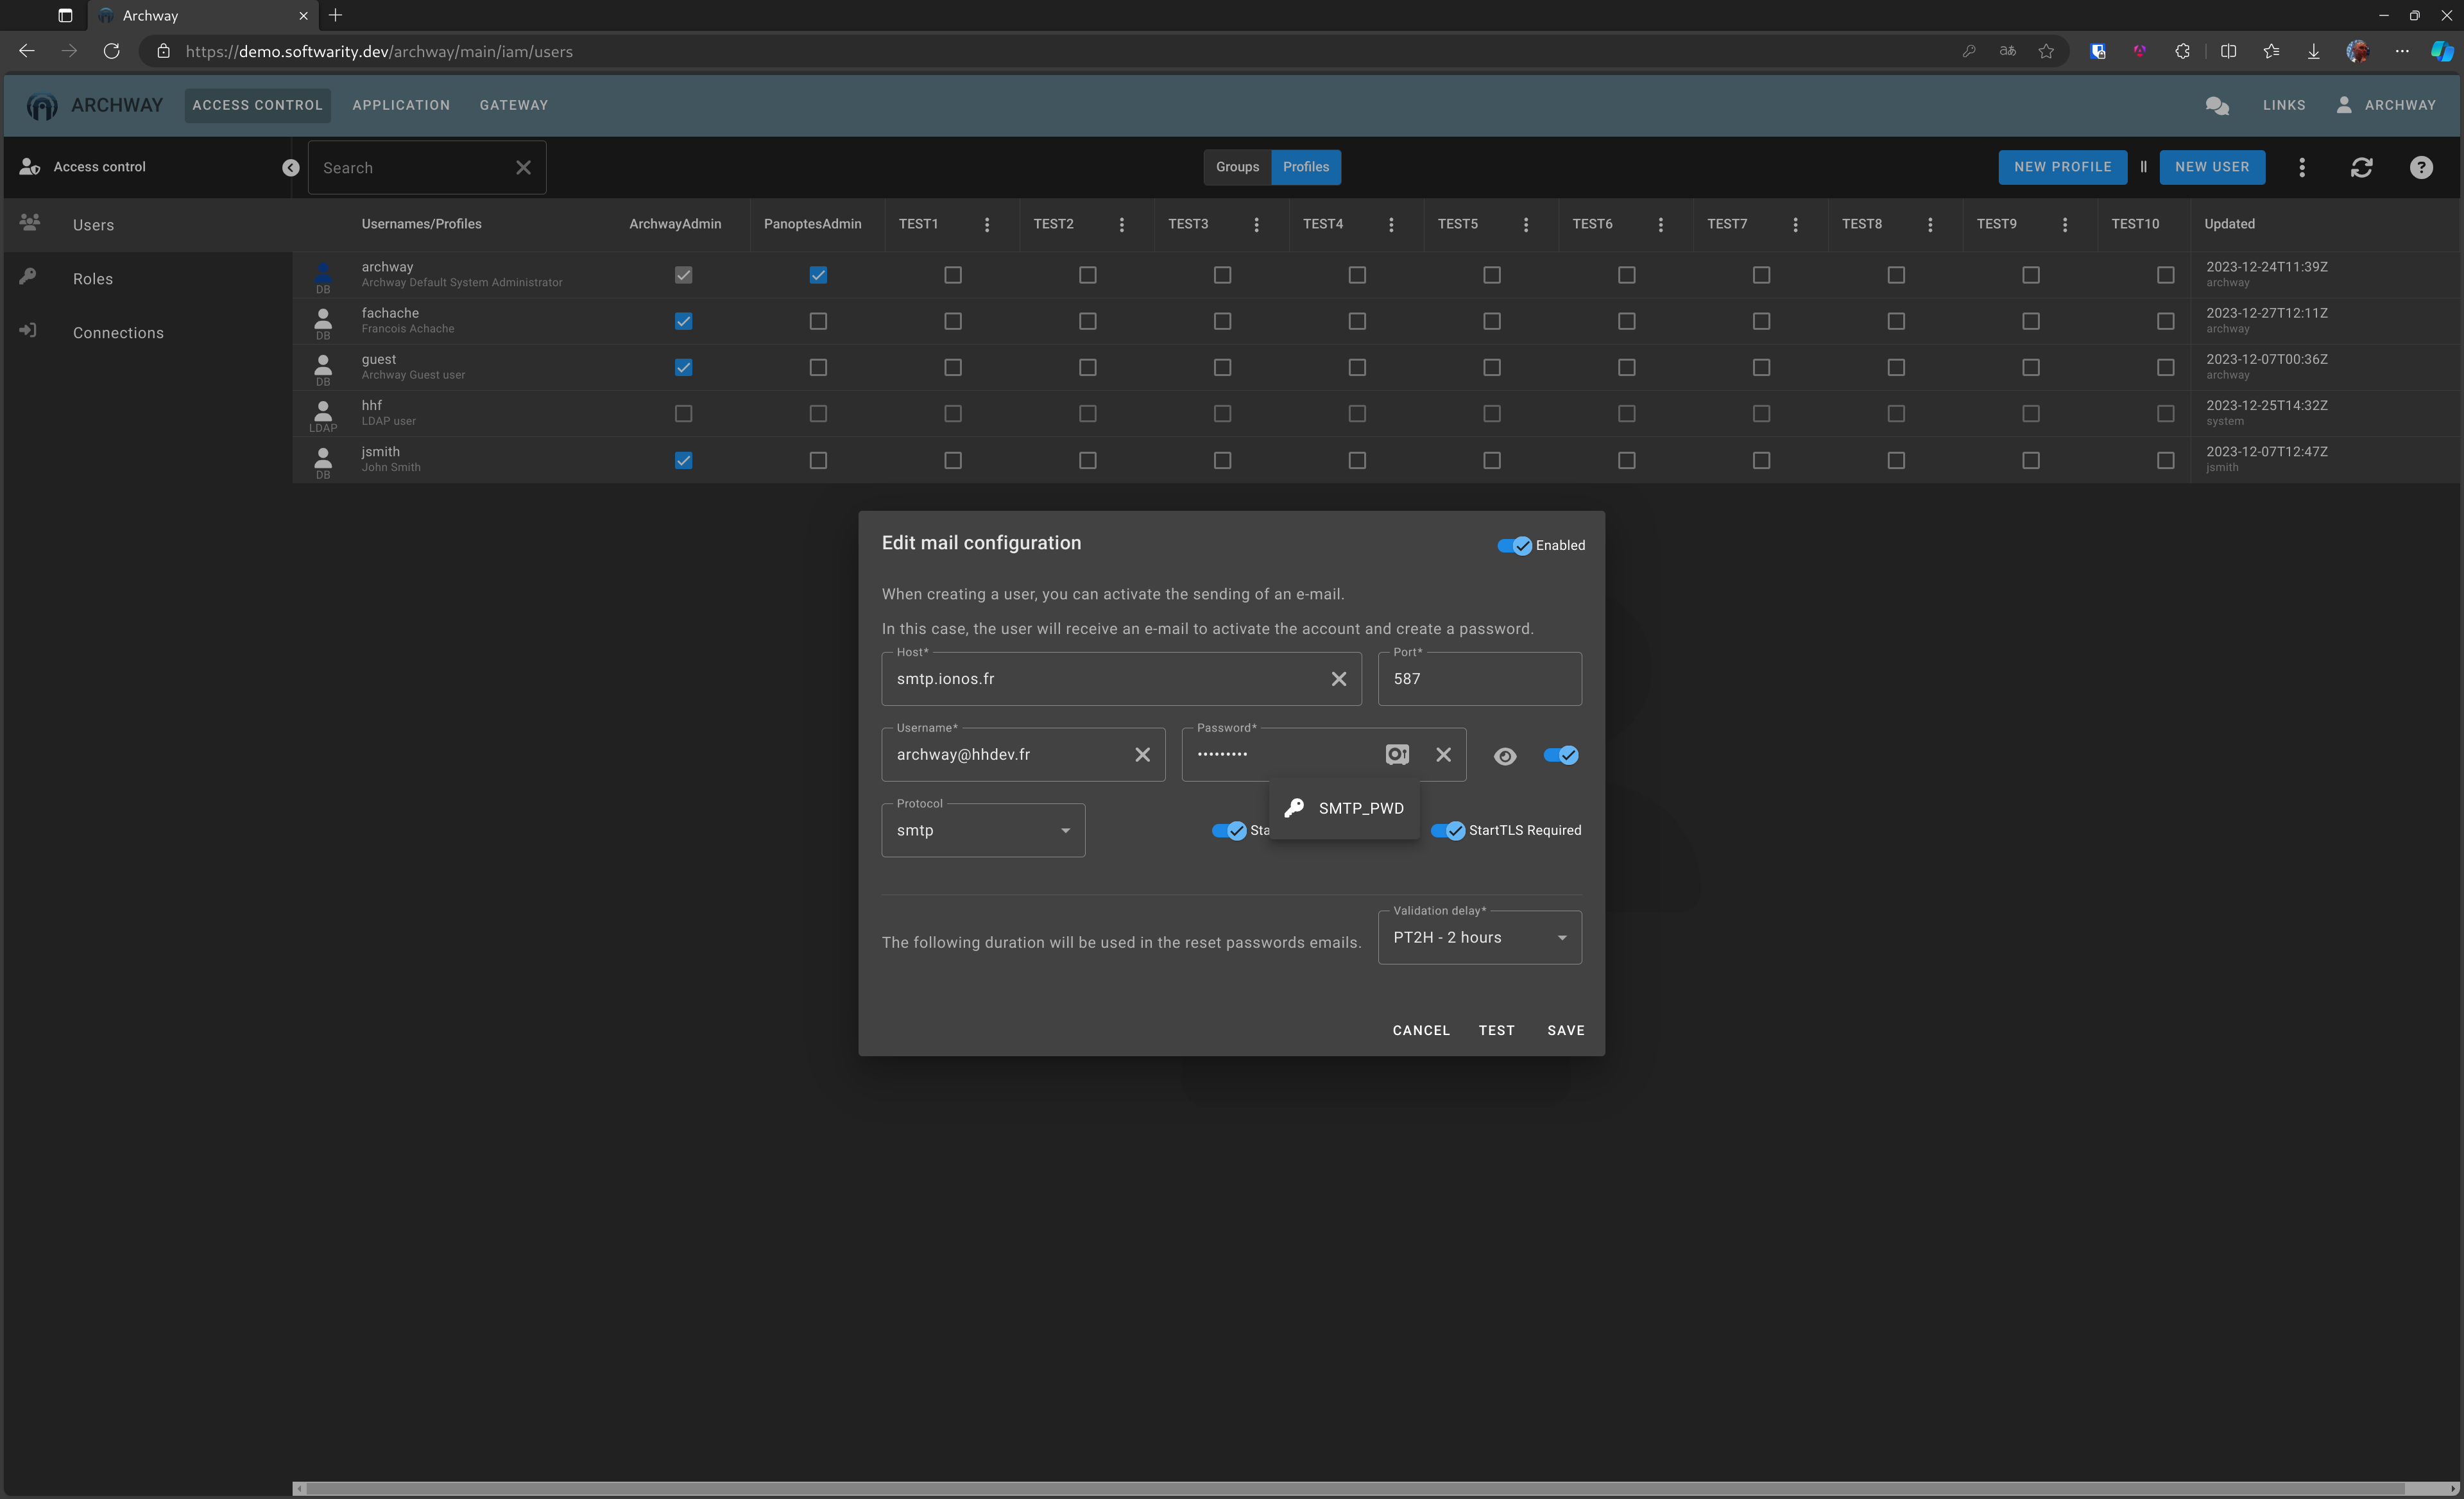 Archway
https://demo.softwarity.dev/archway/main/iam/users
ARCHWAY ACCESS CONTROL APPLICATION GATEWAY LINKS ARCHWAY
Access control Search Groups Profiles NEW PROFILE NEW USER
Users
Roles
Connections
Usernames/Profiles ArchwayAdmin PanoptesAdmin TEST1 TEST2 TEST3 TEST4 TEST5 TEST6 TEST7 TEST8 TEST9 TEST10 Updated
archway 2023-12-24T11:39Z
DB Archway Default System Administrator archway
fachache 2023-12-27T12:11Z
DB Francois Achache archway
guest 2023-12-07T00:36Z
DB Archway Guest user archway
hhf 2023-12-25T14:32Z
LDAP LDAP user system
jsmith 2023-12-07T12:47Z
DB John Smith jsmith
Edit mail configuration Enabled
When creating a user, you can activate the sending of an e-mail.
In this case, the user will receive an e-mail to activate the account and create a password.
Host* Port*
smtp.ionos.fr 587
Username* Password*
archway@hhdev.fr •••••••••
SMTP_PWD
Protocol
smtp Sta StartTLS Required
Validation delay*
The following duration will be used in the reset passwords emails. PT2H - 2 hours
CANCEL TEST SAVE